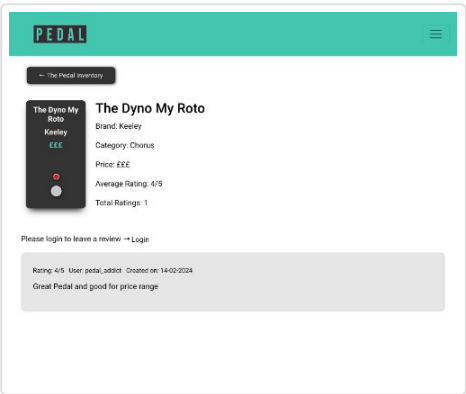 PEDAL
← The Pedal Inventory
The Dyno My
Roto
Keeley
£££
The Dyno My Roto
Brand: Keeley
Category: Chorus
Price: £££
Average Rating: 4/5
Total Ratings: 1
Please login to leave a review → Login
Rating: 4/5 User: pedal_addict Created on: 14-02-2024
Great Pedal and good for price range